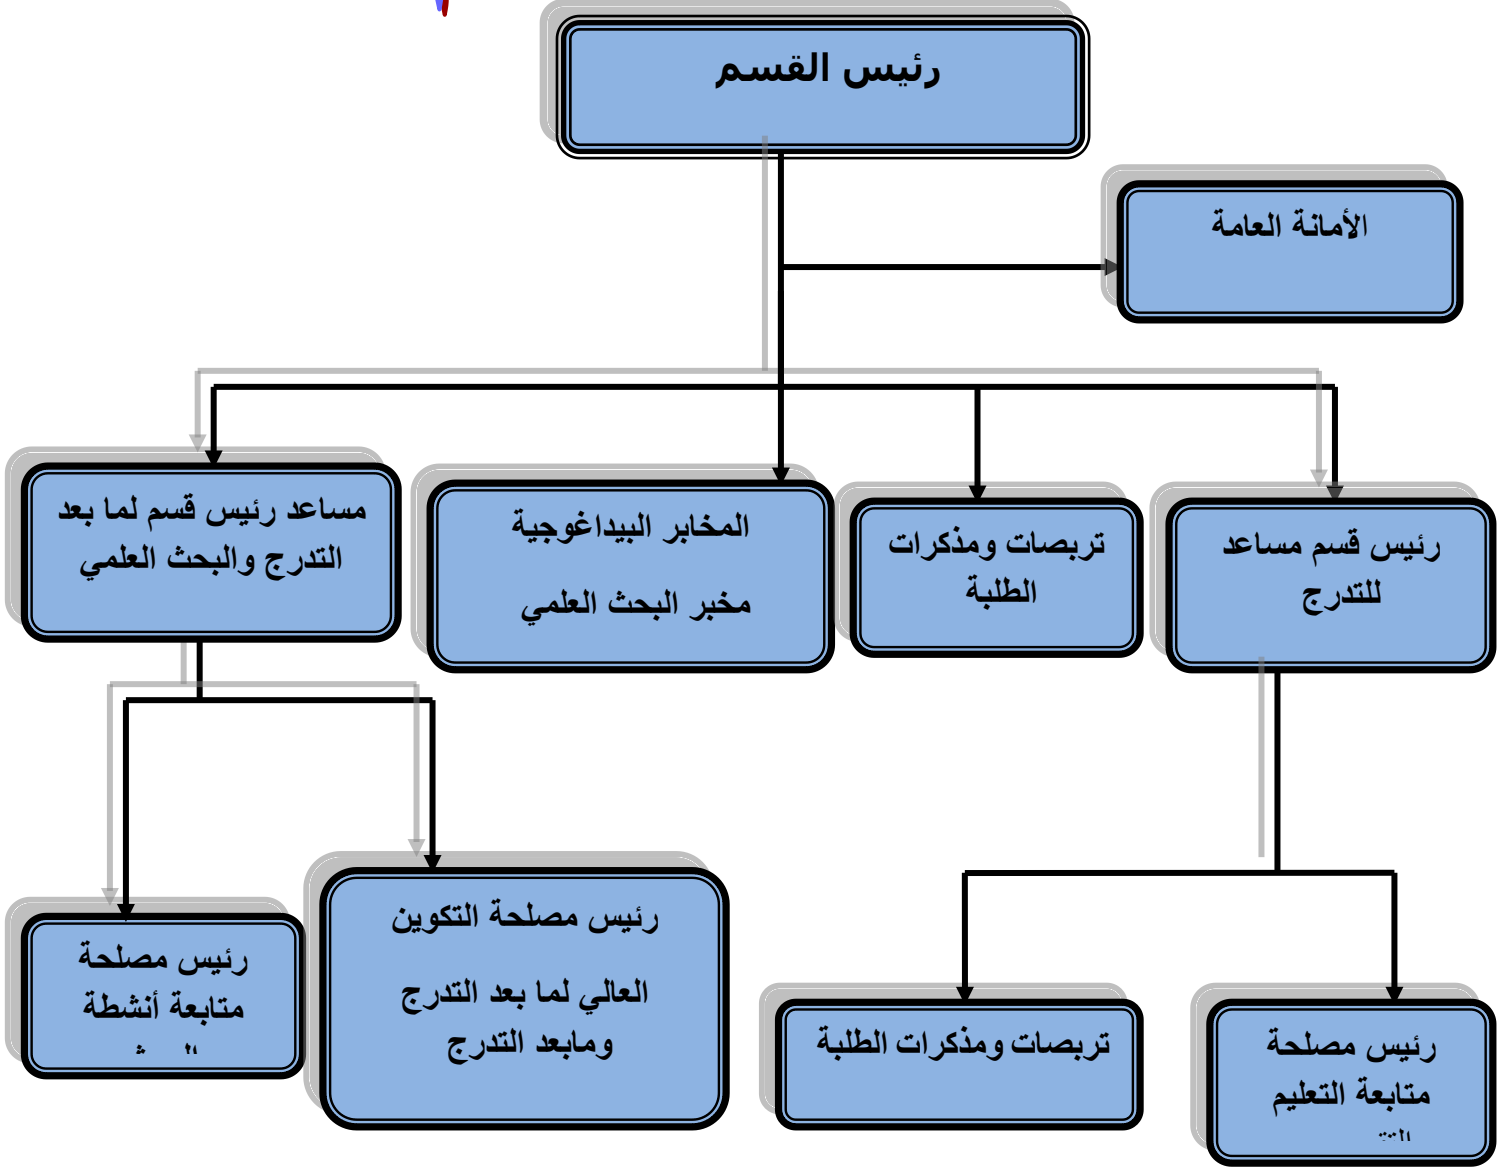 رئيس القسم
الأمانة العامة
رئيس قسم مساعد
للتدرج
تربصات ومذكرات
الطلبة
المخابر البيداغوجية
مخبر البحث العلمي
مساعد رئيس قسم لما بعد
التدرج والبحث العلمي
رئيس مصلحة
متابعة التعليم
تربصات ومذكرات الطلبة
رئيس مصلحة التكوين
العالي لما بعد التدرج
ومابعد التدرج
رئيس مصلحة
متابعة أنشطة